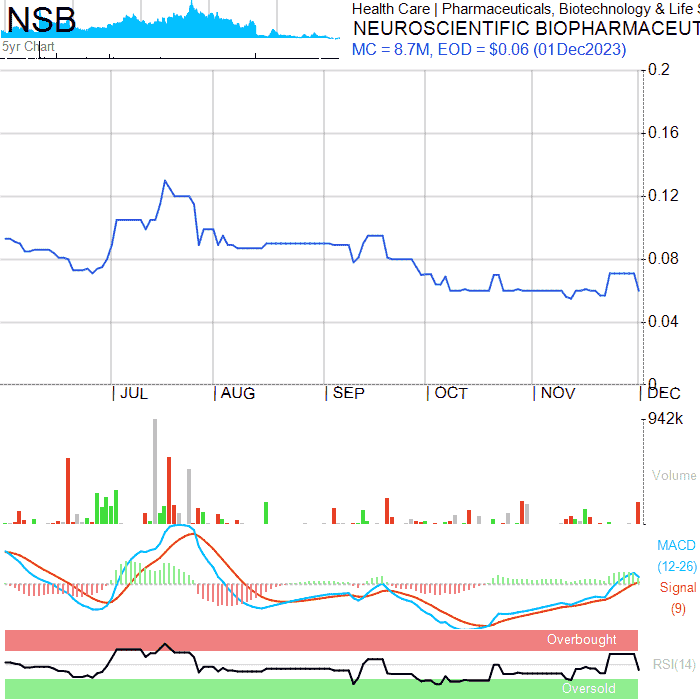 NSB
5yr Chart
Health Care | Pharmaceuticals, Biotechnology & Life S
NEUROSCIENTIFIC BIOPHARMACEUT
MC = 8.7M, EOD = $0.06 (01Dec2023)
0.2
0.16
0.12
0.08
0.04
0
JUL AUG SEP OCT NOV DEC
942k
Volume
MACD
(12-26)
Signal
(9)
Overbought
RSI(14)
Oversold